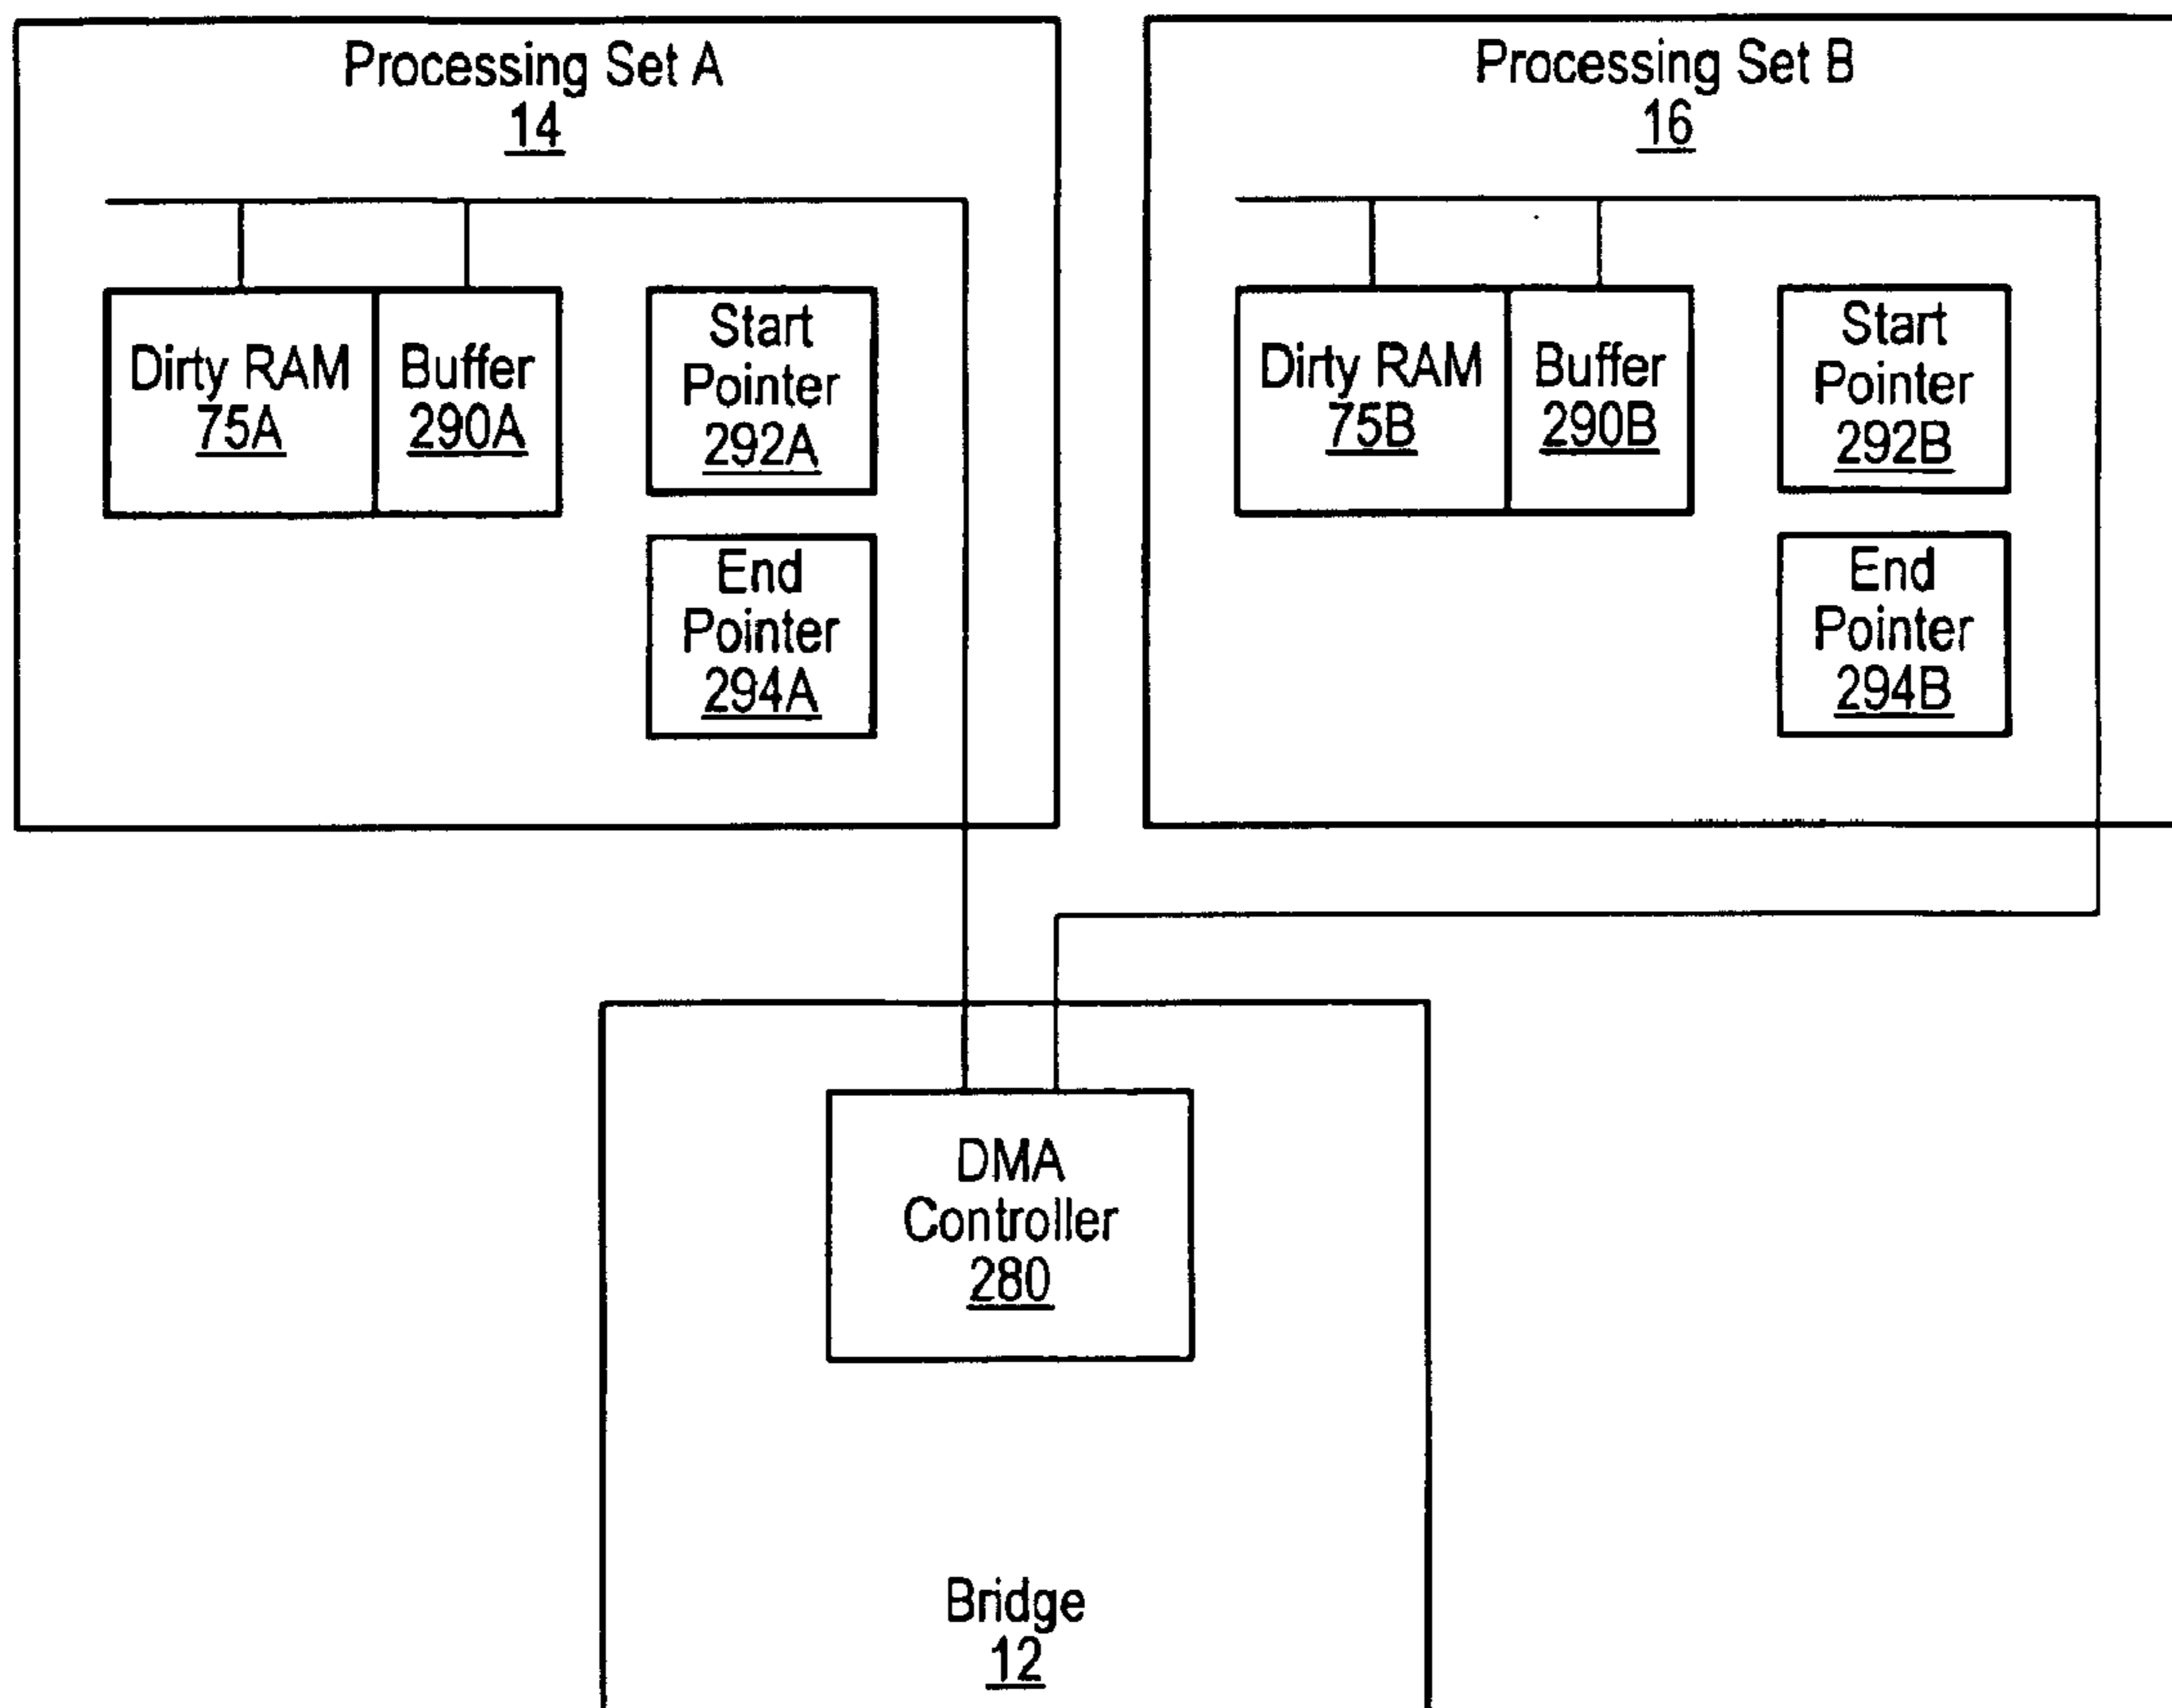 Processing Set A
14
Dirty RAM
75A
Buffer
290A
Start
Pointer
292A
End
Pointer
294A
Processing Set B
16
Dirty RAM
75B
Buffer
290B
Start
Pointer
292B
End
Pointer
294B
DMA
Controller
280
Bridge
12